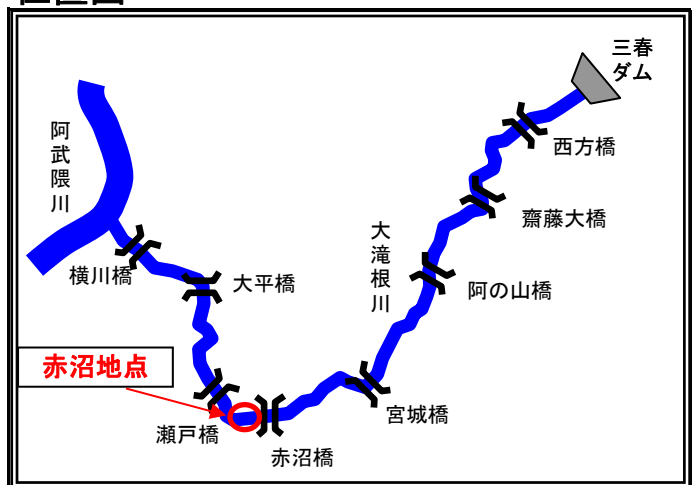 三春
ダム
西方橋
齋藤大橋
阿の山橋
大滝根川
宮城橋
赤沼橋
瀬戸橋
赤沼地点
大平橋
横川橋
阿武隈川